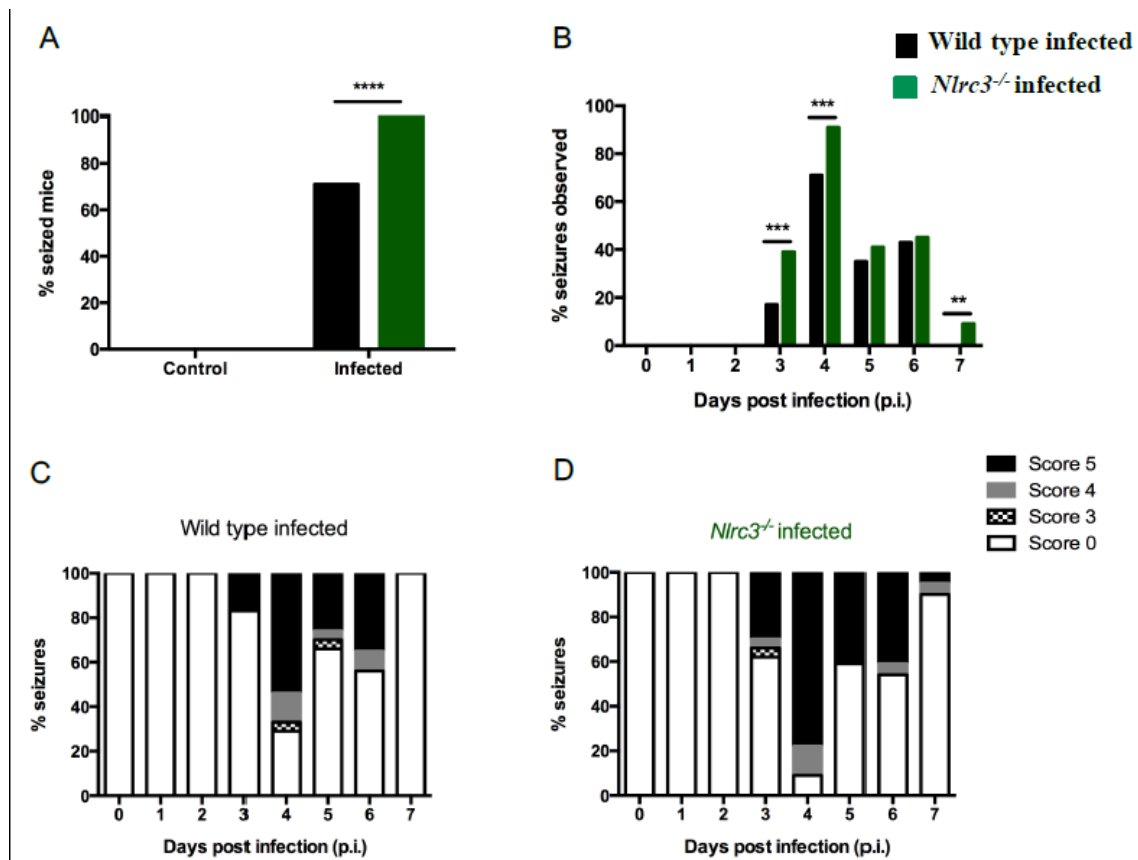 A
****
% seized mice
100
80
60
40
20
0
Control Infected
B
Wild type infected
Nlrc3-/- infected
***
***
**
% seizures observed
100
80
60
40
20
0
0 1 2 3 4 5 6 7
Days post infection (p.i.)
C
Wild type infected
% seizures
100
80
60
40
20
0
0 1 2 3 4 5 6 7
Days post infection (p.i.)
D
Nlrc3-/- infected
Score 5
Score 4
Score 3
Score 0
% seizures
100
80
60
40
20
0
0 1 2 3 4 5 6 7
Days post infection (p.i.)